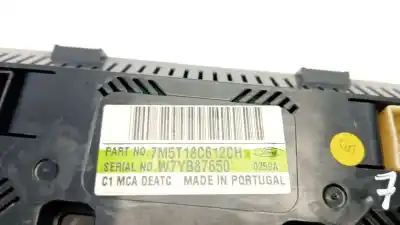 PART NO. 7M5T18C612CH
SERIAL NO. W7YB87650
C1 MCA DEATC MADE IN PORTUGAL
7